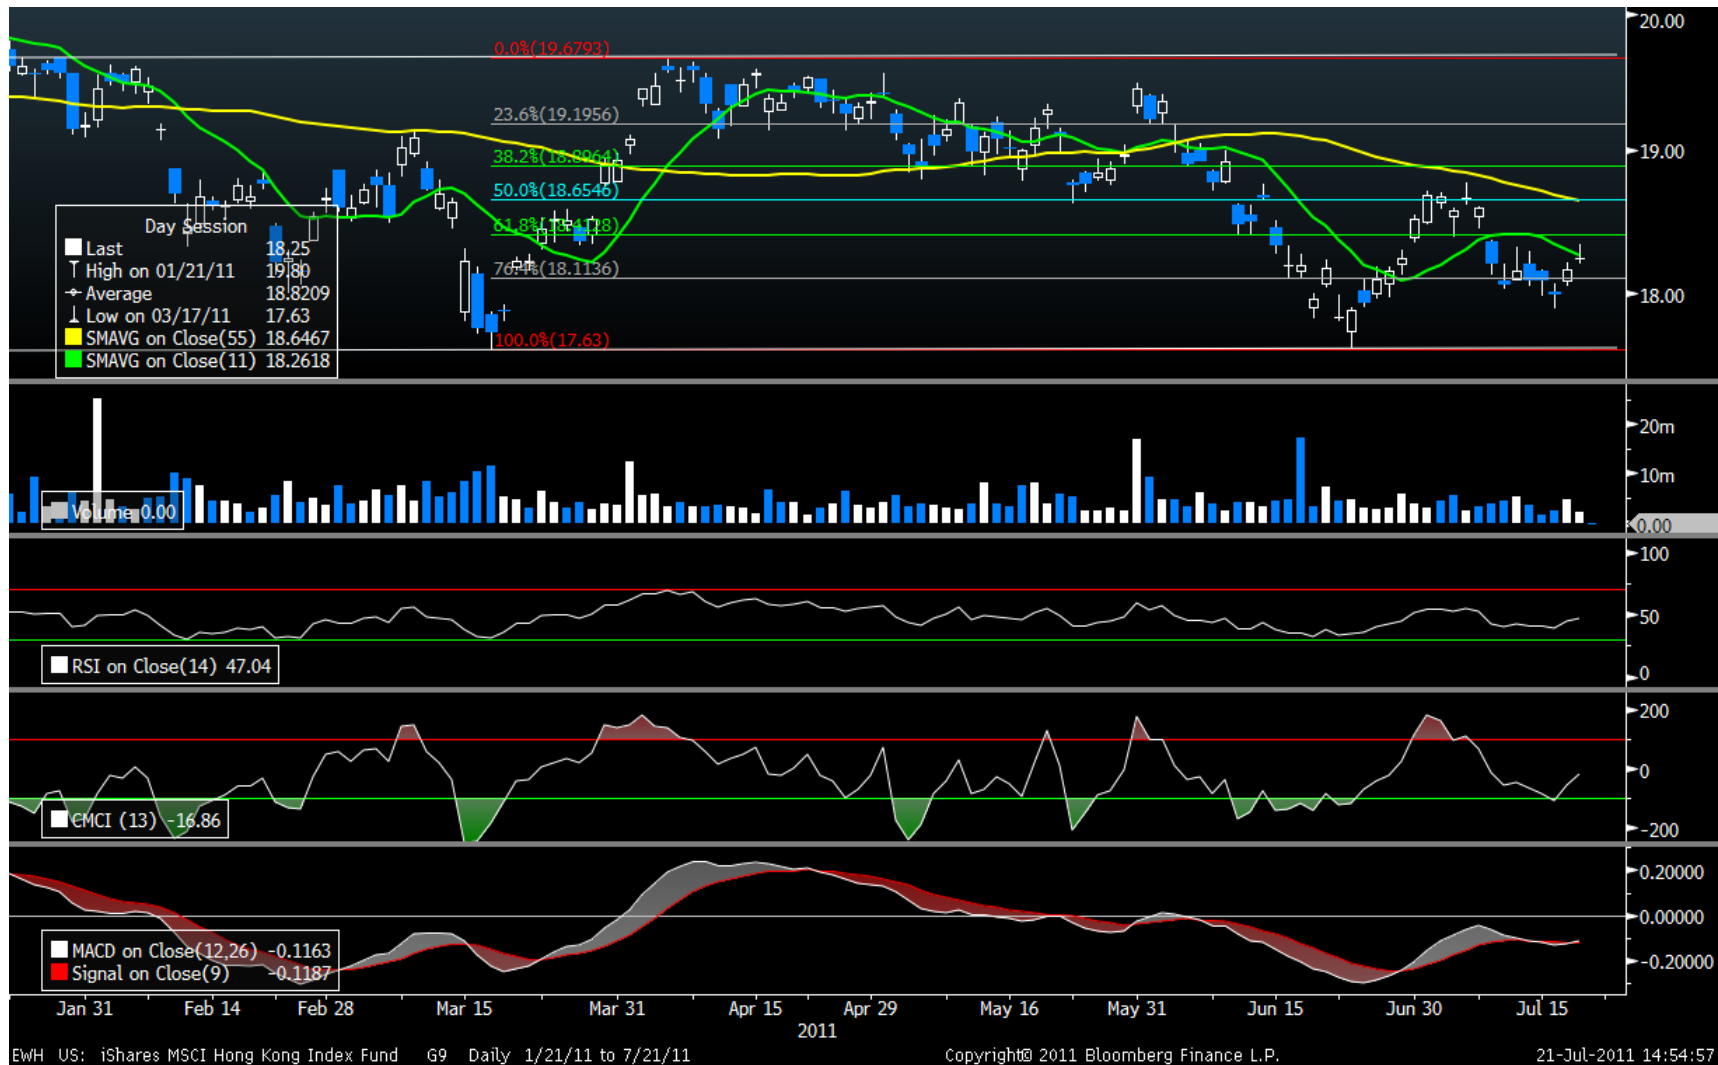 20.00
0.0%(19.6793)
23.6%(19.1956)
19.00
38.2%(18.8964)
50.0%(18.6546)
61.8%(18.4128)
76.4%(18.1136)
18.00
100.0%(17.63)
Day Session
Last 18.25
High on 01/21/11 19.80
Average 18.8209
Low on 03/17/11 17.63
SMAVG on Close(55) 18.6467
SMAVG on Close(11) 18.2618
20m
10m
0.00
Volume 0.00
100
50
0
RSI on Close(14) 47.04
200
0
-200
CMCI (13) -16.86
0.20000
0.00000
-0.20000
MACD on Close(12,26) -0.1163
Signal on Close(9) -0.1187
Jan 31 Feb 14 Feb 28 Mar 15 Mar 31 Apr 15 Apr 29 May 16 May 31 Jun 15 Jun 30 Jul 15
2011
EWH US: iShares MSCI Hong Kong Index Fund G9 Daily 1/21/11 to 7/21/11 Copyright© 2011 Bloomberg Finance L.P. 21-Jul-2011 14:54:57